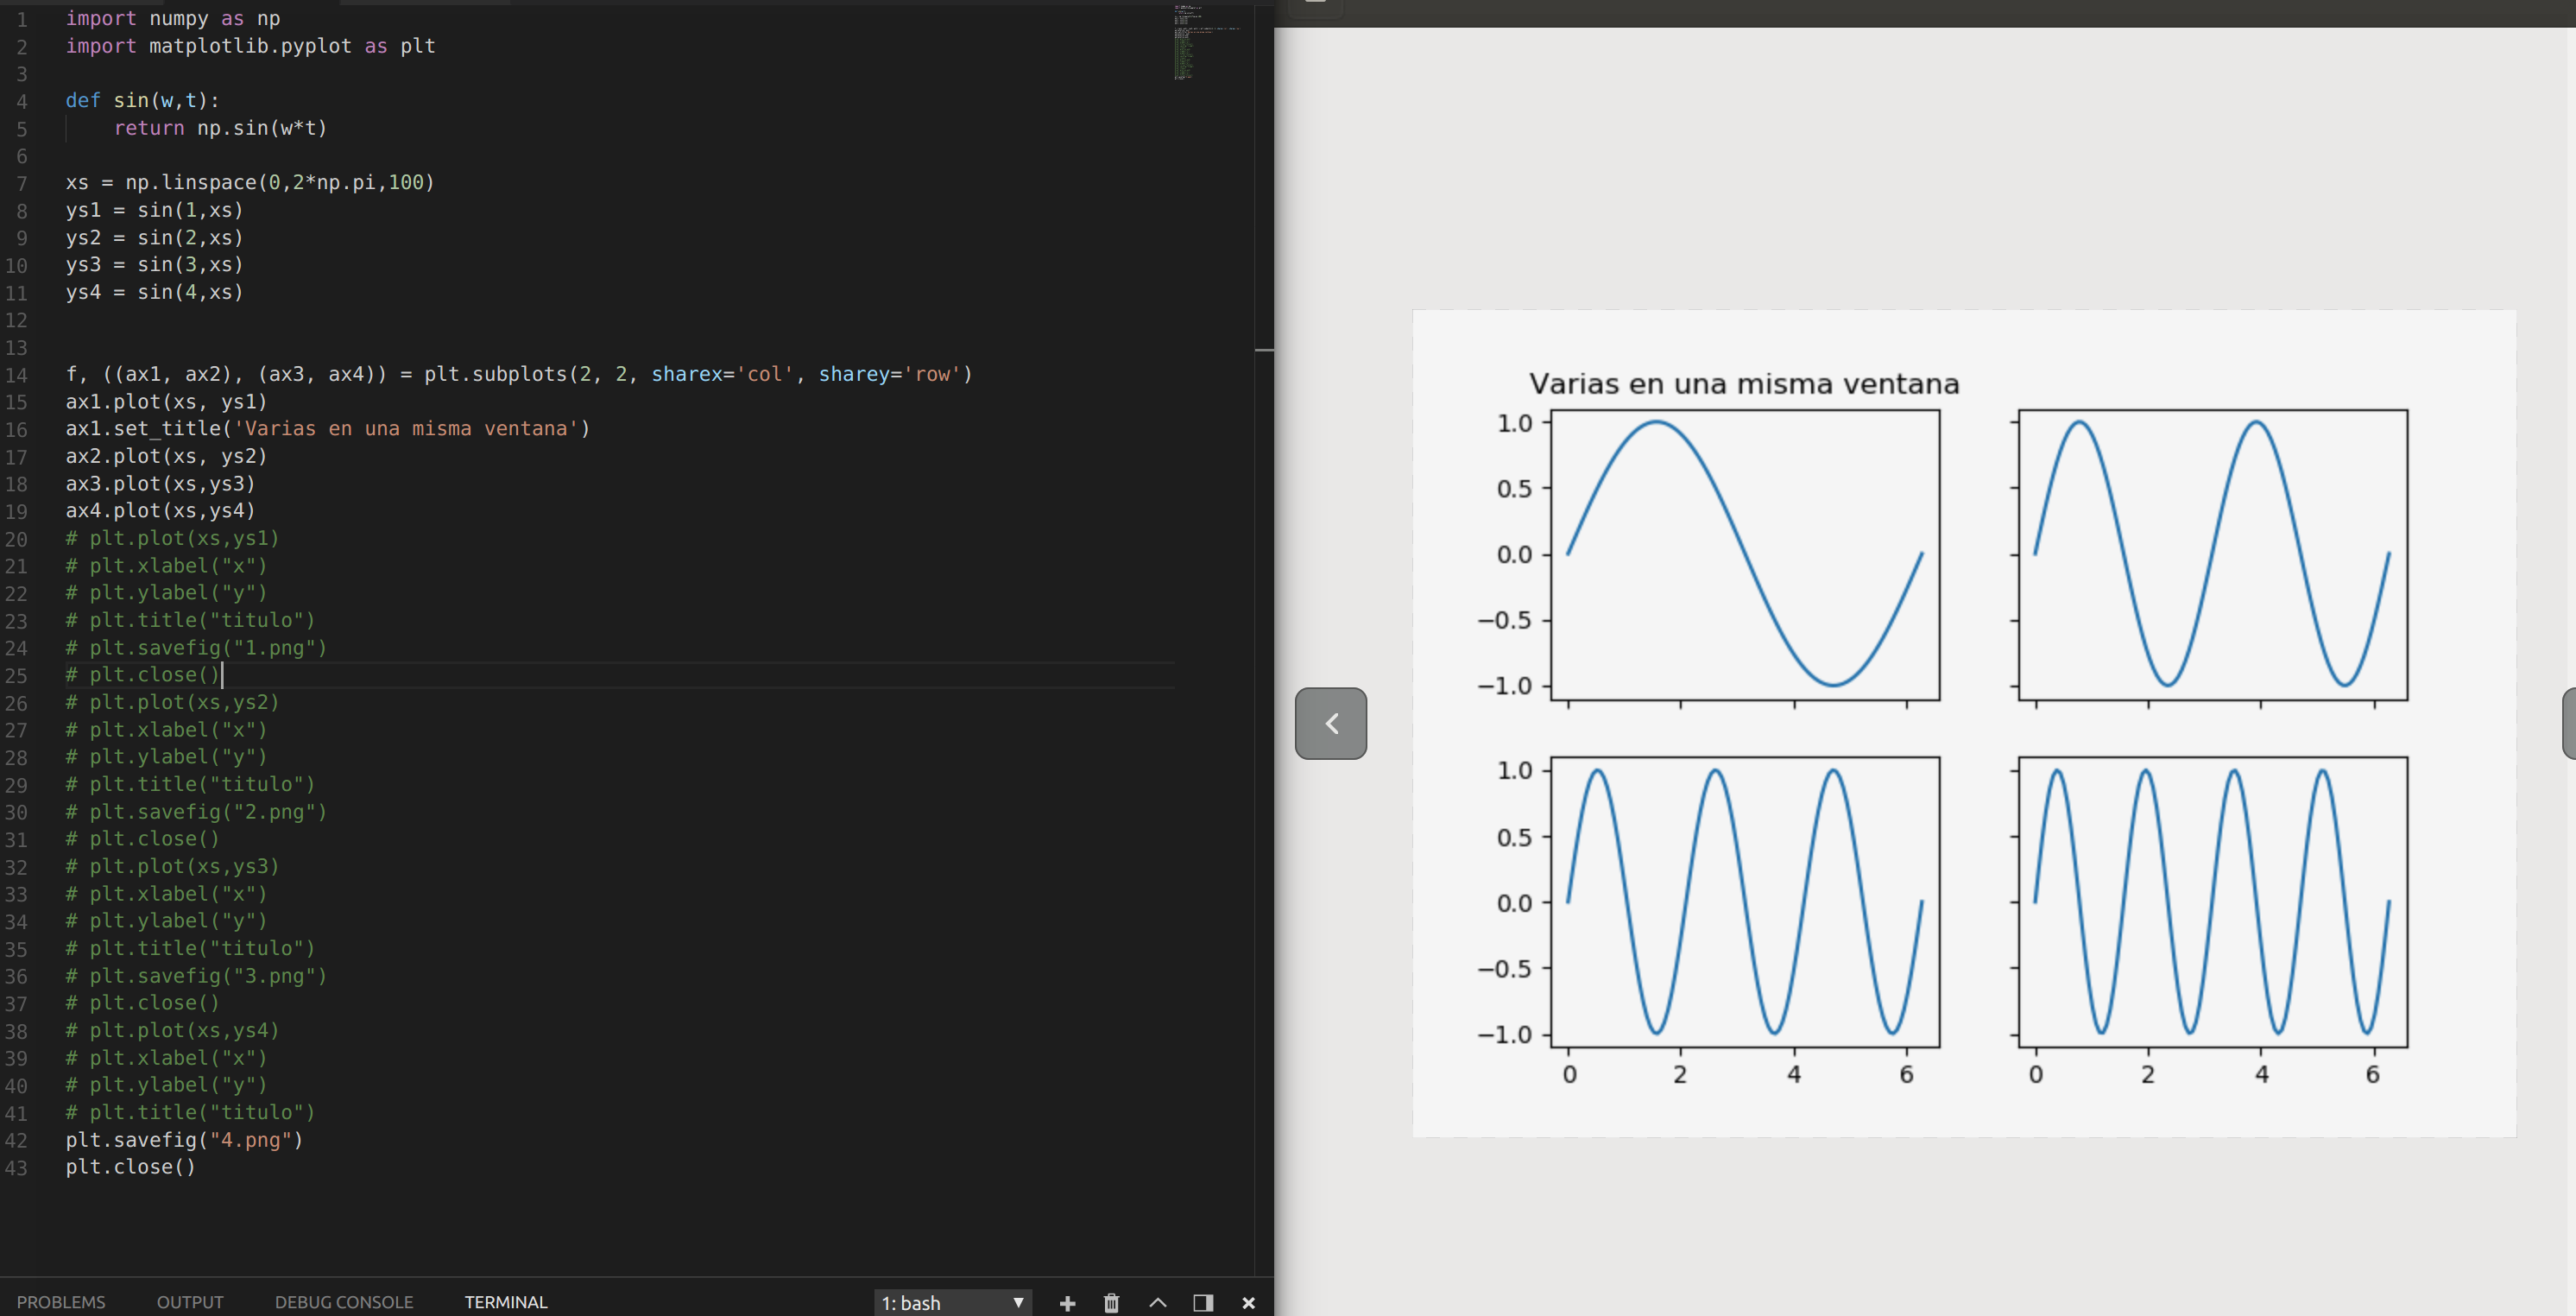 1 import numpy as np
2 import matplotlib.pyplot as plt
3
4 def sin(w,t):
5     return np.sin(w*t)
6
7 xs = np.linspace(0,2*np.pi,100)
8 ys1 = sin(1,xs)
9 ys2 = sin(2,xs)
10 ys3 = sin(3,xs)
11 ys4 = sin(4,xs)
12
13
14 f, ((ax1, ax2), (ax3, ax4)) = plt.subplots(2, 2, sharex='col', sharey='row')
15 ax1.plot(xs, ys1)
16 ax1.set_title('Varias en una misma ventana')
17 ax2.plot(xs, ys2)
18 ax3.plot(xs,ys3)
19 ax4.plot(xs,ys4)
20 # plt.plot(xs,ys1)
21 # plt.xlabel("x")
22 # plt.ylabel("y")
23 # plt.title("titulo")
24 # plt.savefig("1.png")
25 # plt.close()
26 # plt.plot(xs,ys2)
27 # plt.xlabel("x")
28 # plt.ylabel("y")
29 # plt.title("titulo")
30 # plt.savefig("2.png")
31 # plt.close()
32 # plt.plot(xs,ys3)
33 # plt.xlabel("x")
34 # plt.ylabel("y")
35 # plt.title("titulo")
36 # plt.savefig("3.png")
37 # plt.close()
38 # plt.plot(xs,ys4)
39 # plt.xlabel("x")
40 # plt.ylabel("y")
41 # plt.title("titulo")
42 plt.savefig("4.png")
43 plt.close()
PROBLEMS OUTPUT DEBUG CONSOLE TERMINAL 1: bash
Varias en una misma ventana
1.0
0.5
0.0
−0.5
−1.0
1.0
0.5
0.0
−0.5
−1.0
0 2 4 6 0 2 4 6